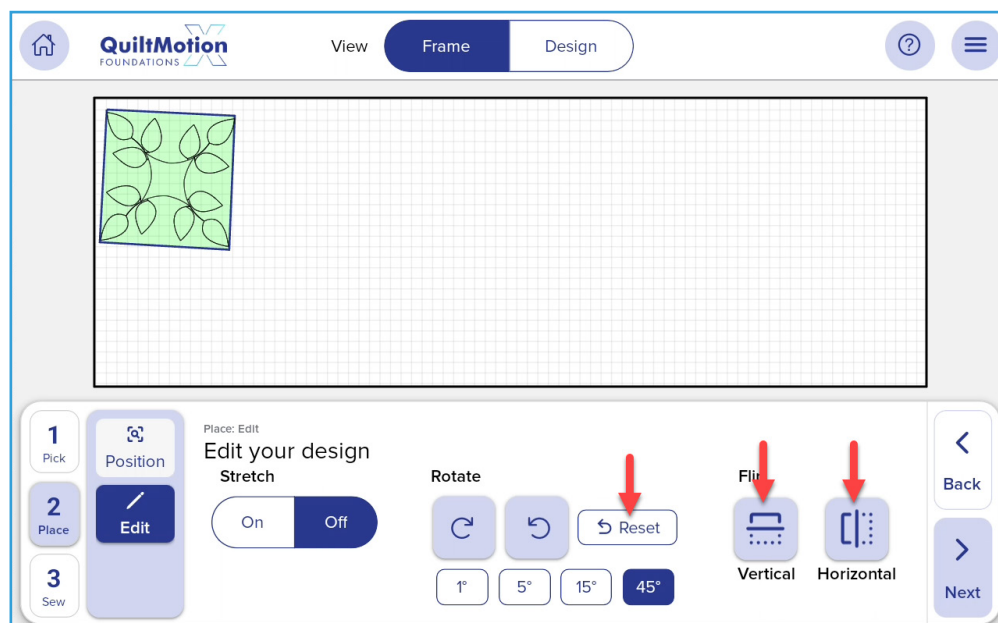 QuiltMotion
FOUNDATIONS
View
Frame
Design
?
1
Pick
2
Place
3
Sew
Position
Edit
Place: Edit
Edit your design
Stretch
On
Off
Rotate
Reset
1°
5°
15°
45°
Vertical
Horizontal
Back
Next